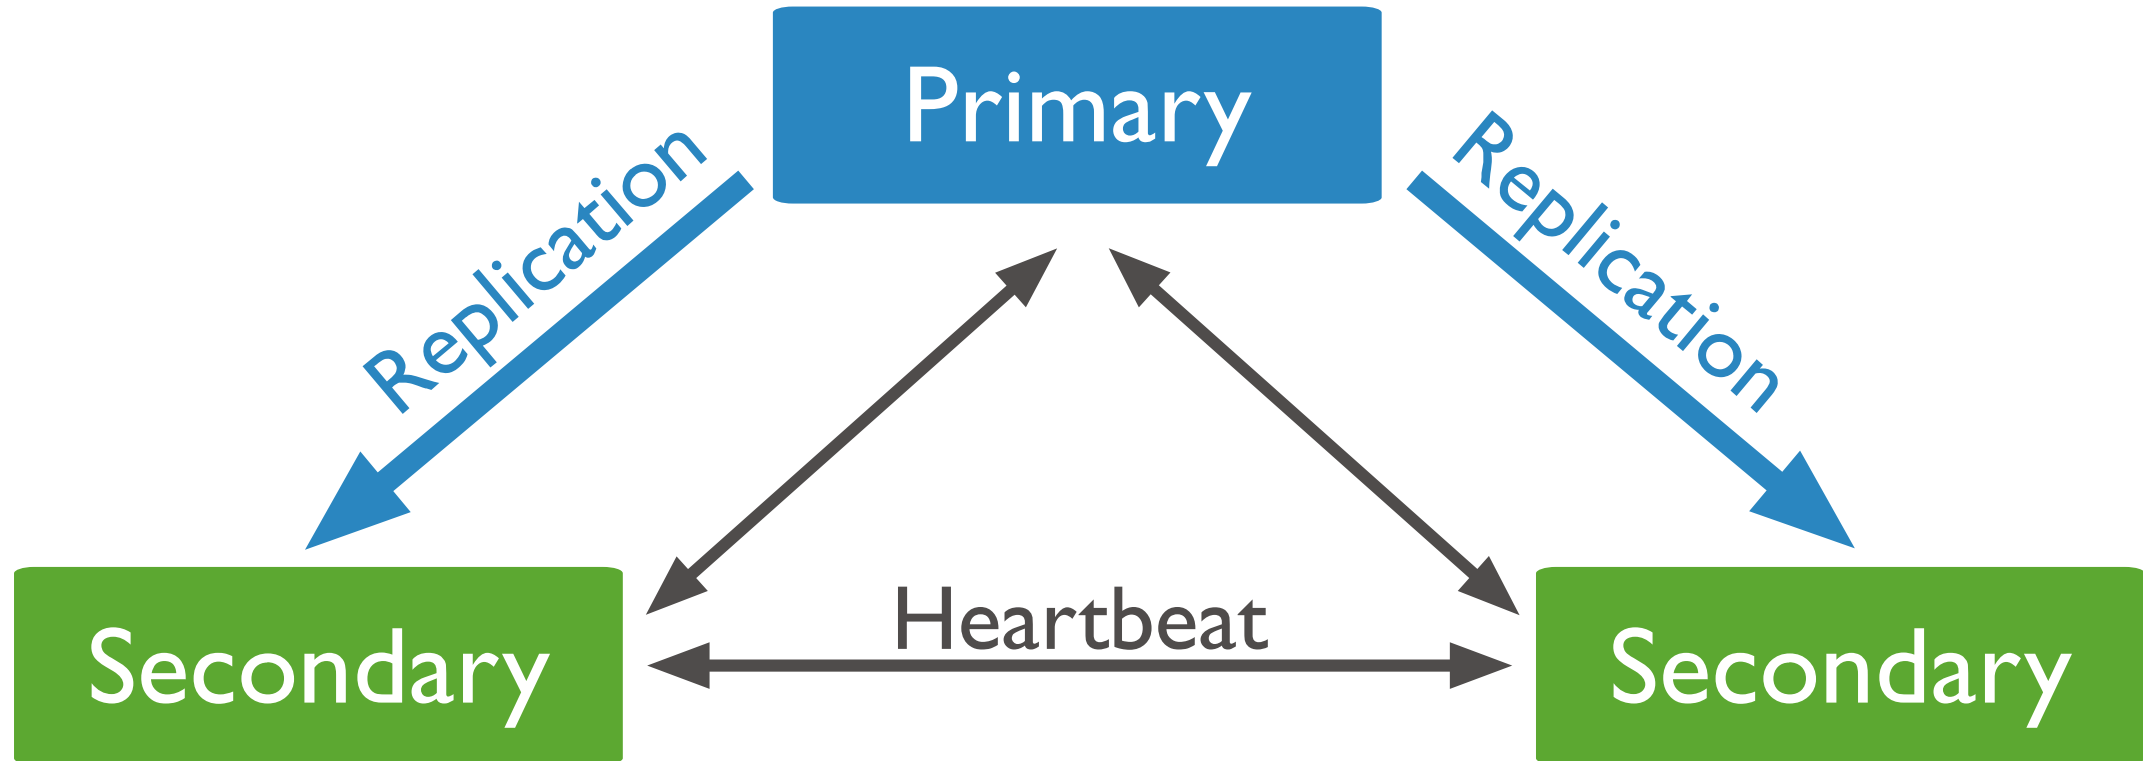 Primary
Replication
Replication
Heartbeat
Secondary
Secondary